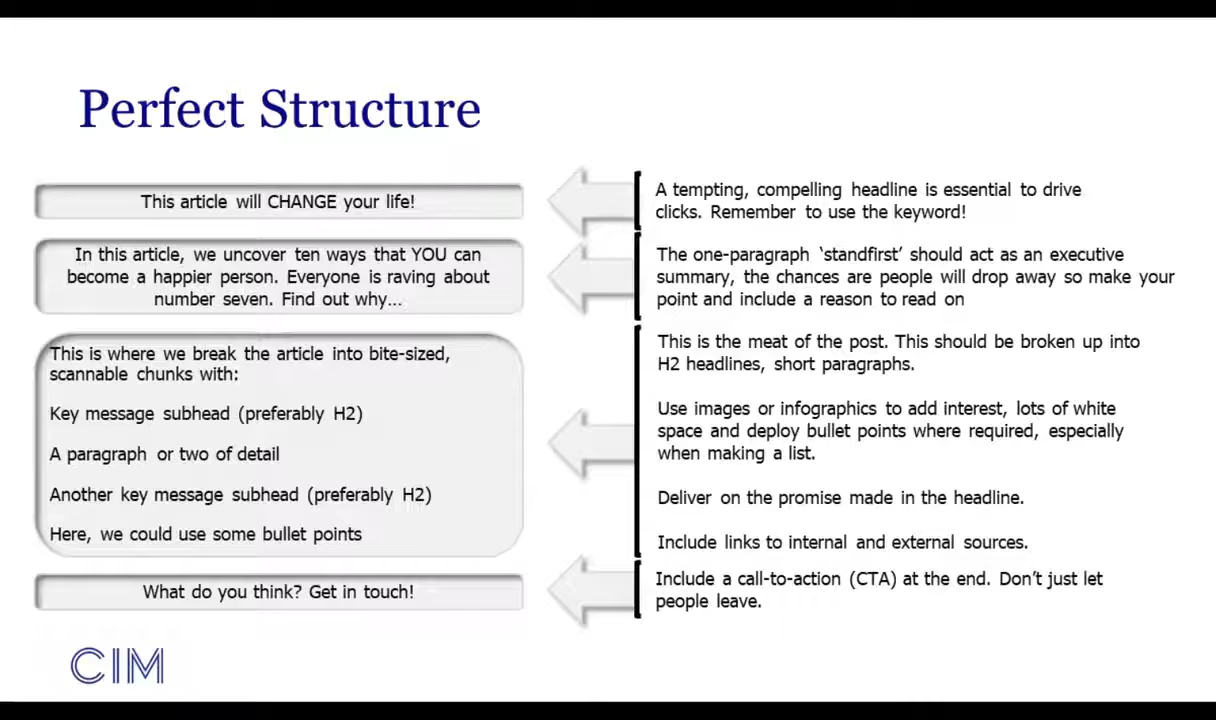 Perfect Structure
This article will CHANGE your life!
A tempting, compelling headline is essential to drive
clicks. Remember to use the keyword!
In this article, we uncover ten ways that YOU can
become a happier person. Everyone is raving about
number seven. Find out why...
The one-paragraph ‘standfirst’ should act as an executive
summary, the chances are people will drop away so make your
point and include a reason to read on
This is where we break the article into bite-sized,
scannable chunks with:
Key message subhead (preferably H2)
A paragraph or two of detail
Another key message subhead (preferably H2)
Here, we could use some bullet points
This is the meat of the post. This should be broken up into
H2 headlines, short paragraphs.
Use images or infographics to add interest, lots of white
space and deploy bullet points where required, especially
when making a list.
Deliver on the promise made in the headline.
Include links to internal and external sources.
What do you think? Get in touch!
Include a call-to-action (CTA) at the end. Don’t just let
people leave.
CIM